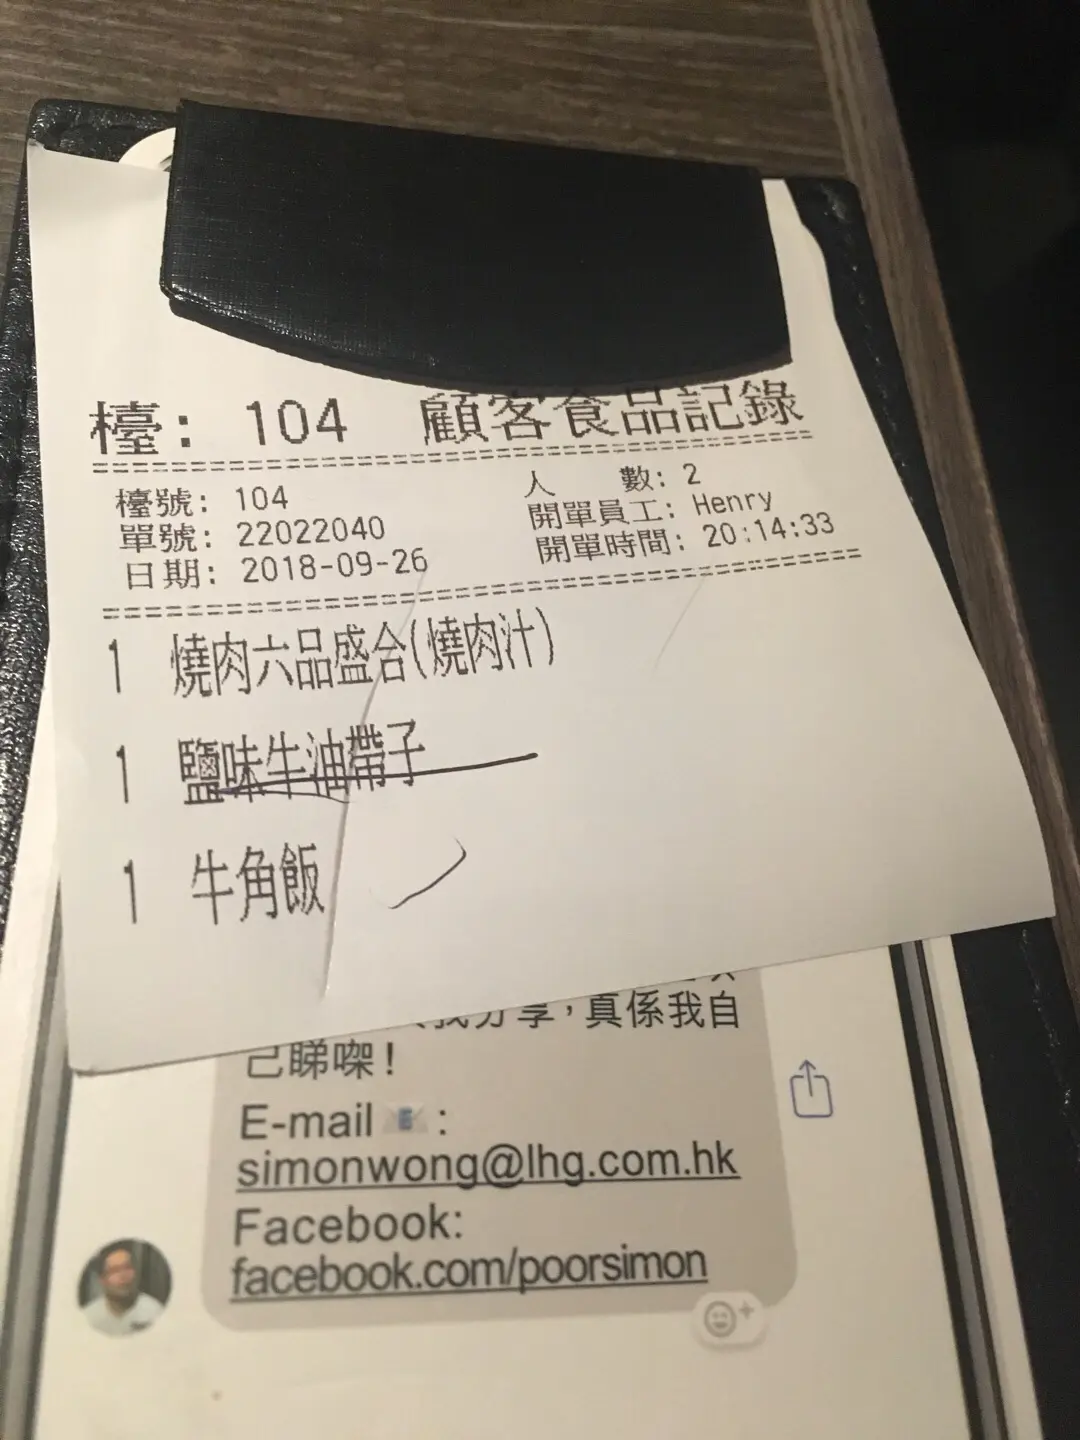 檯: 104 顧客食品記錄
檯號: 104 人 數: 2
單號: 22022040 開單員工: Henry
日期: 2018-09-26 開單時間: 20:14:33
1 燒肉六品盛合(燒肉汁)
1 鹽味牛油帶子
1 牛角飯
找分享，真係我自
己睇㗎!
E-mail :
simonwong@lhg.com.hk
Facebook:
facebook.com/poorsimon